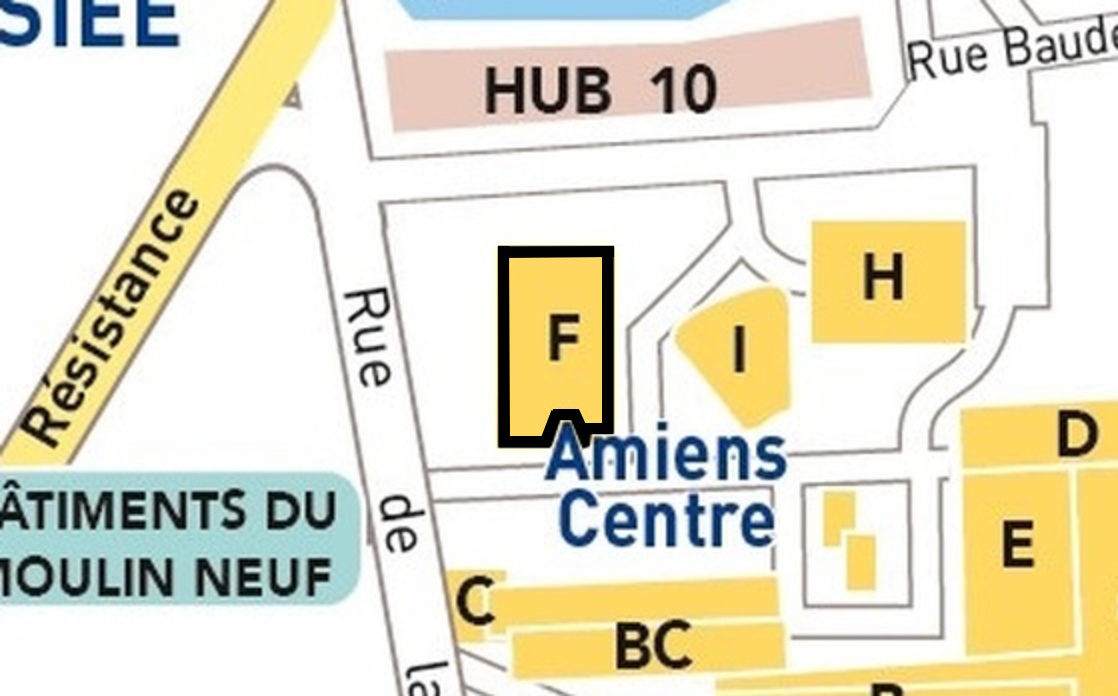 SIEE
HUB 10
Rue Baude
Résistance
H
F
I
Rue
Amiens
Centre
D
ÂTIMENTS DU
MOULIN NEUF
de
E
C
BC
la